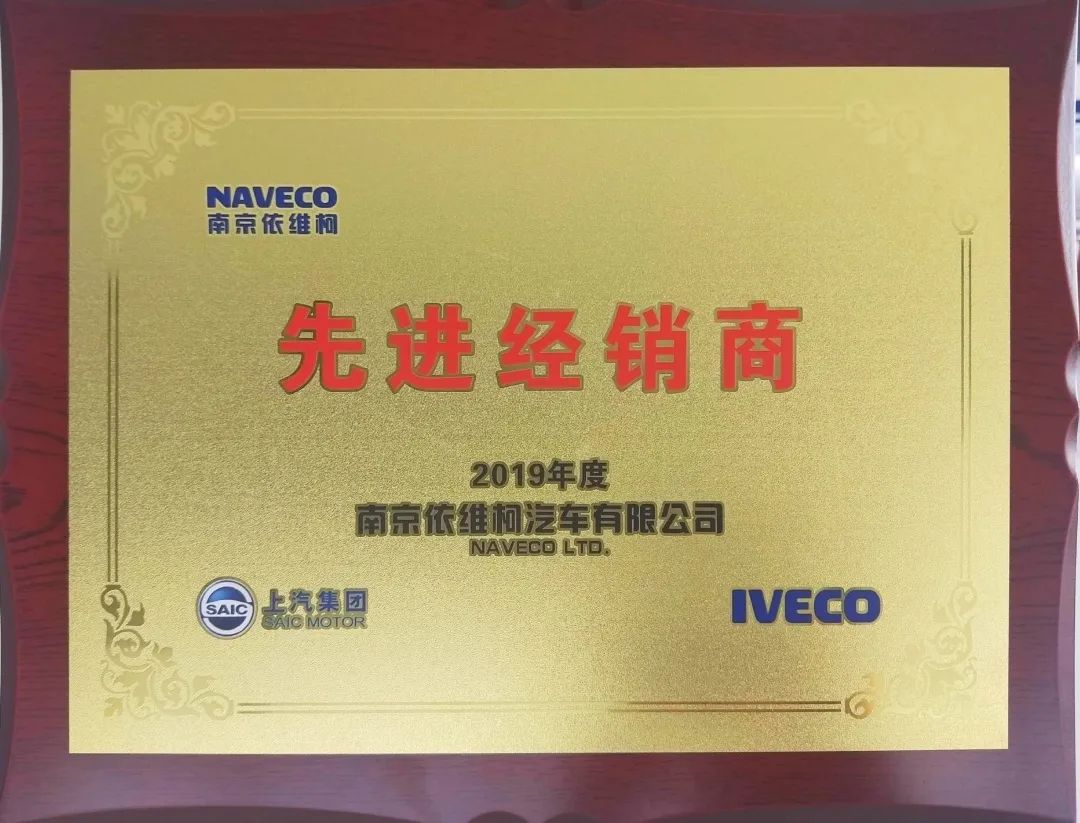 NAVECO
南京依维柯
先进经销商
2019年度
南京依维柯汽车有限公司
NAVECO LTD.
SAIC
上汽集团
SAIC MOTOR
IVECO